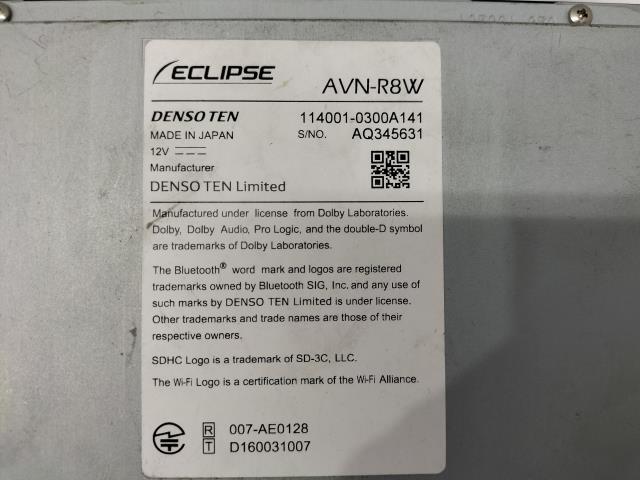 ECLIPSE
AVN-R8W
DENSO TEN
114001-0300A141
MADE IN JAPAN
S/NO. AQ345631
12V
Manufacturer
DENSO TEN Limited
Manufactured under license from Dolby Laboratories.
Dolby, Dolby Audio, Pro Logic, and the double-D symbol
are trademarks of Dolby Laboratories.
The Bluetooth® word mark and logos are registered
trademarks owned by Bluetooth SIG, Inc. and any use of
such marks by DENSO TEN Limited is under license.
Other trademarks and trade names are those of their
respective owners.
SDHC Logo is a trademark of SD-3C, LLC.
The Wi-Fi Logo is a certification mark of the Wi-Fi Alliance.
R 007-AE0128
T D160031007